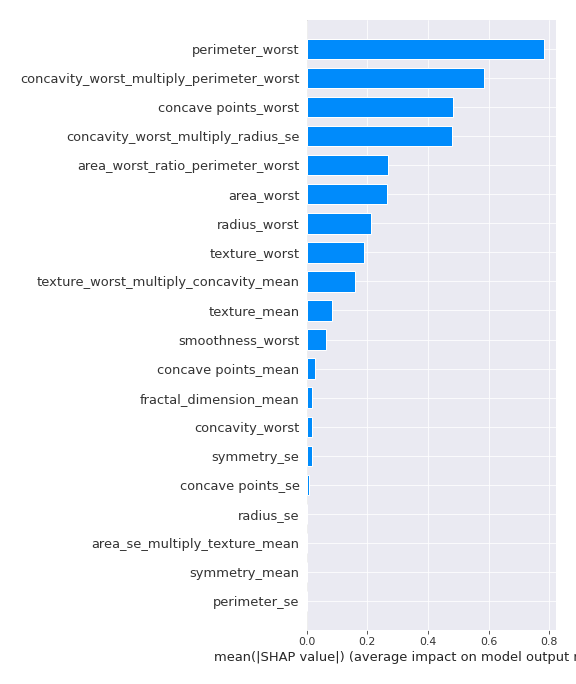 perimeter_worst
concavity_worst_multiply_perimeter_worst
concave points_worst
concavity_worst_multiply_radius_se
area_worst_ratio_perimeter_worst
area_worst
radius_worst
texture_worst
texture_worst_multiply_concavity_mean
texture_mean
smoothness_worst
concave points_mean
fractal_dimension_mean
concavity_worst
symmetry_se
concave points_se
radius_se
area_se_multiply_texture_mean
symmetry_mean
perimeter_se
0.0 0.2 0.4 0.6 0.8
mean(|SHAP value|) (average impact on model output